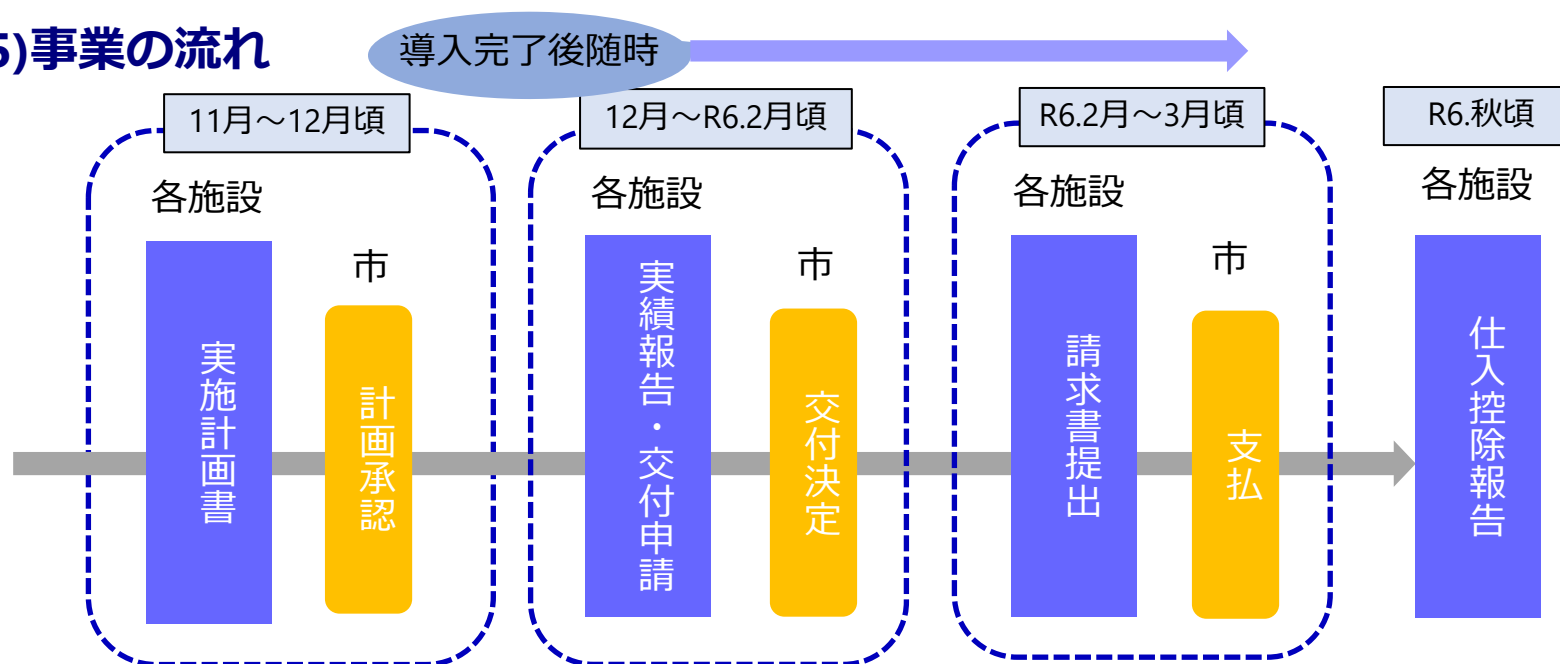 5)事業の流れ
導入完了後随時
11月～12月頃
各施設
実施計画書
市
計画承認
12月～R6.2月頃
各施設
実績報告・交付申請
市
交付決定
R6.2月～3月頃
各施設
請求書提出
市
支払
R6.秋頃
各施設
仕入控除報告